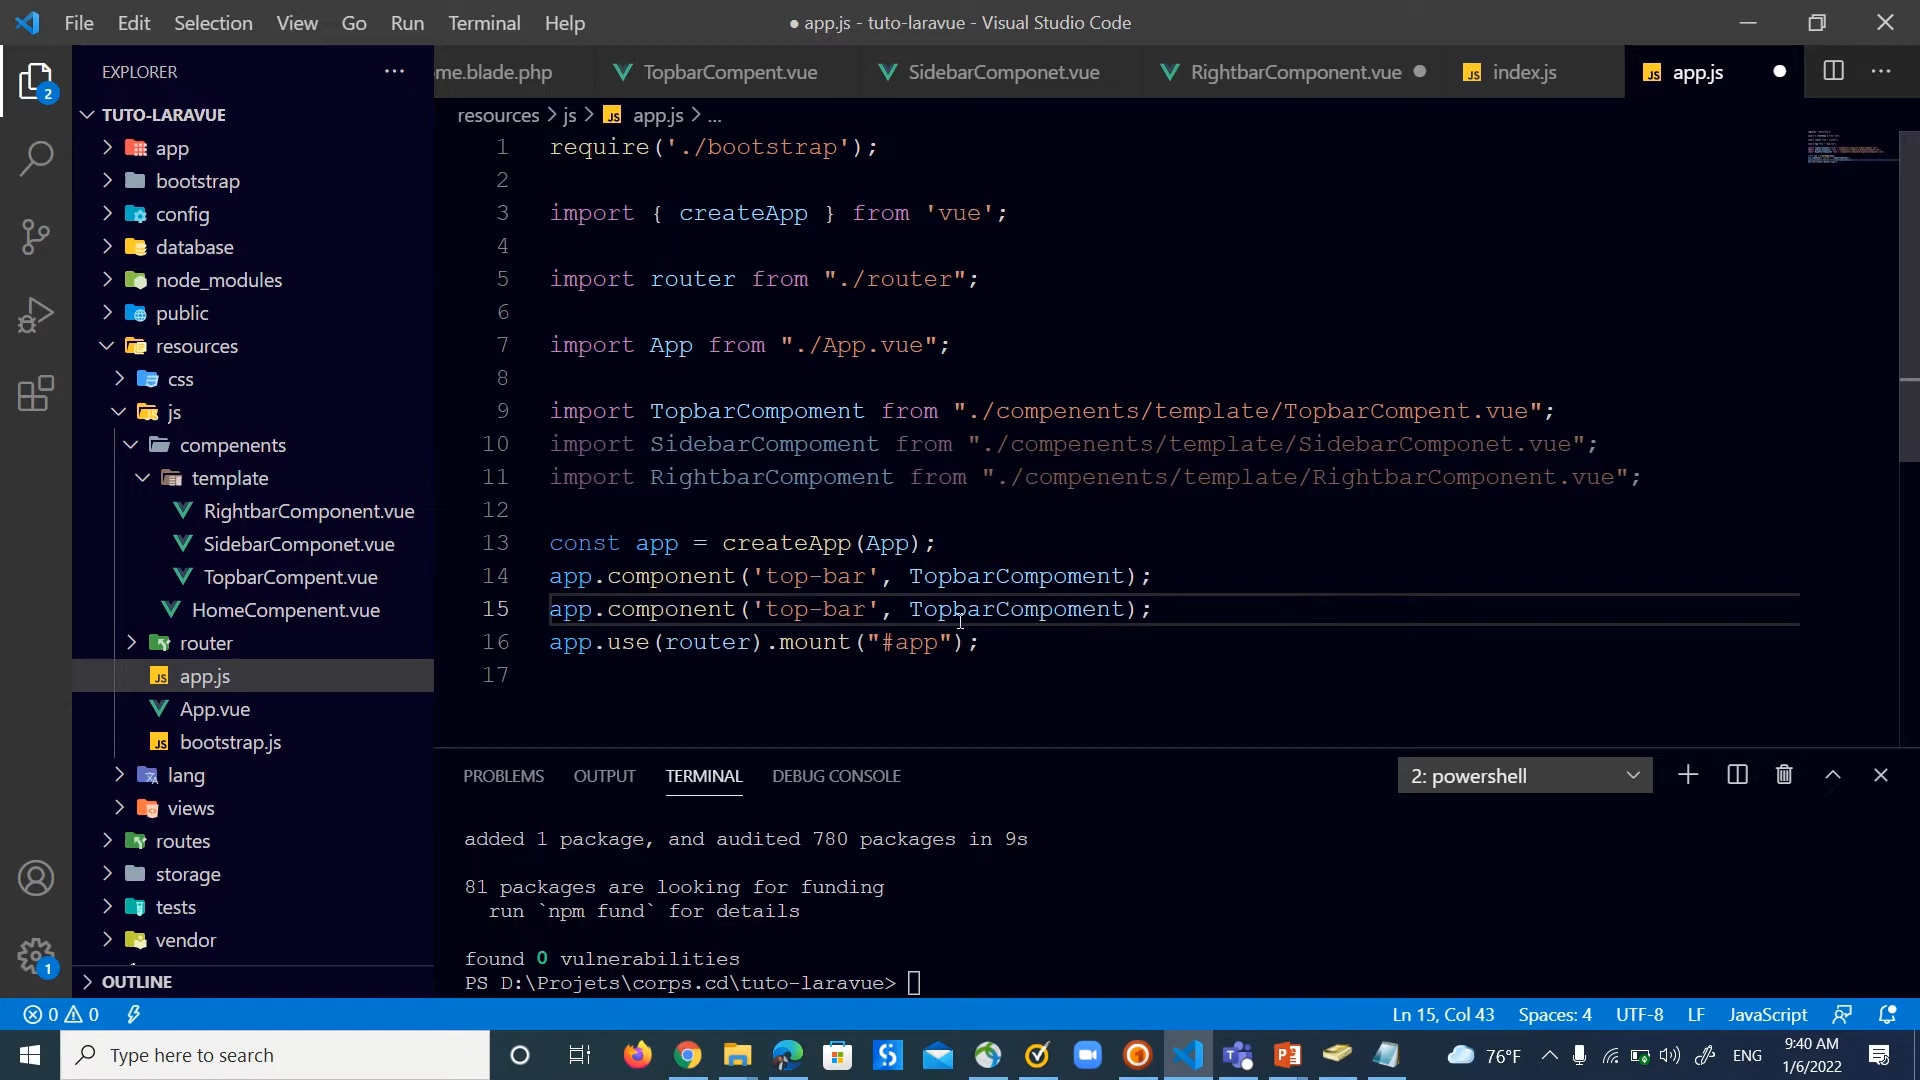 File Edit Selection View Go Run Terminal Help
● app.js - tuto-laravue - Visual Studio Code
EXPLORER
TUTO-LARAVUE
app
bootstrap
config
database
node_modules
public
resources
css
js
compenents
template
RightbarComponent.vue
SidebarComponet.vue
TopbarCompent.vue
HomeCompenent.vue
router
app.js
App.vue
bootstrap.js
lang
views
routes
storage
tests
vendor
OUTLINE
me.blade.php TopbarCompent.vue SidebarComponet.vue RightbarComponent.vue ● index.js app.js ●
resources > js > app.js > ...
1 require('./bootstrap');
2
3 import { createApp } from 'vue';
4
5 import router from "./router";
6
7 import App from "./App.vue";
8
9 import TopbarCompoment from "./compenents/template/TopbarCompent.vue";
10 import SidebarCompoment from "./compenents/template/SidebarComponet.vue";
11 import RightbarCompoment from "./compenents/template/RightbarComponent.vue";
12
13 const app = createApp(App);
14 app.component('top-bar', TopbarCompoment);
15 app.component('top-bar', TopbarCompoment);
16 app.use(router).mount("#app");
17
PROBLEMS OUTPUT TERMINAL DEBUG CONSOLE
2: powershell
added 1 package, and audited 780 packages in 9s
81 packages are looking for funding
run `npm fund` for details
found 0 vulnerabilities
PS D:\Projets\corps.cd\tuto-laravue>
2
1
0 0
Ln 15, Col 43 Spaces: 4 UTF-8 LF JavaScript
Type here to search
76°F ENG
9:40 AM
1/6/2022